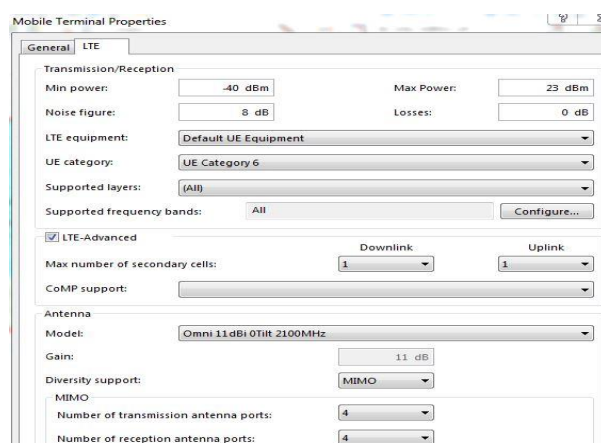 Mobile Terminal Properties
General LTE
Transmission/Reception
Min power: -40 dBm Max Power: 23 dBm
Noise figure: 8 dB Losses: 0 dB
LTE equipment: Default UE Equipment
UE category: UE Category 6
Supported layers: (All)
Supported frequency bands: All Configure...
LTE-Advanced
Downlink Uplink
Max number of secondary cells: 1 1
CoMP support:
Antenna
Model: Omni 11dBi 0Tilt 2100MHz
Gain: 11 dB
Diversity support: MIMO
MIMO
Number of transmission antenna ports: 4
Number of reception antenna ports: 4